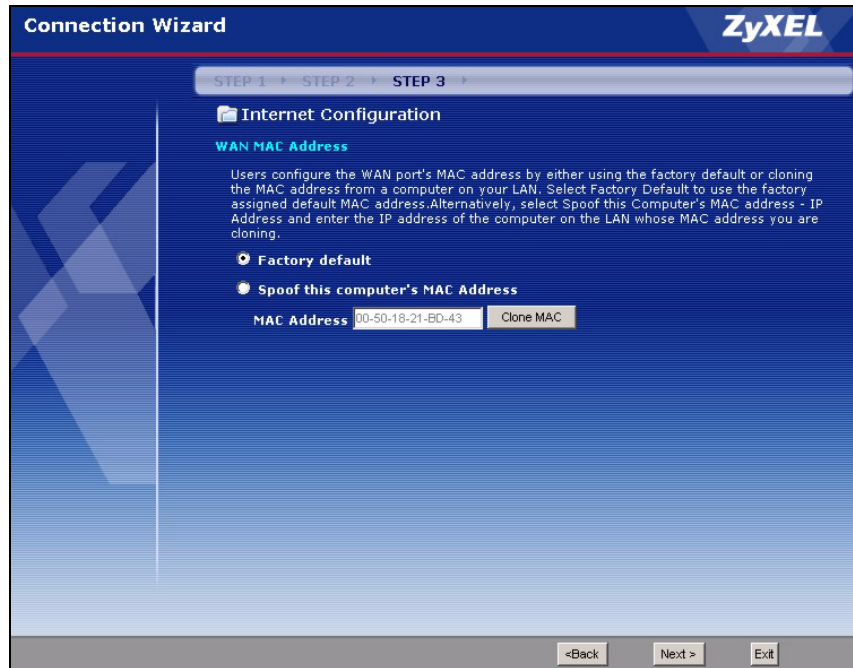 Connection Wizard
ZyXEL
STEP 1 STEP 2 STEP 3
Internet Configuration
WAN MAC Address
Users configure the WAN port's MAC address by either using the factory default or cloning
the MAC address from a computer on your LAN. Select Factory Default to use the factory
assigned default MAC address.Alternatively, select Spoof this Computer's MAC address - IP
Address and enter the IP address of the computer on the LAN whose MAC address you are
cloning.
Factory default
Spoof this computer's MAC Address
MAC Address 00-50-18-21-BD-43 Clone MAC
<Back Next > Exit